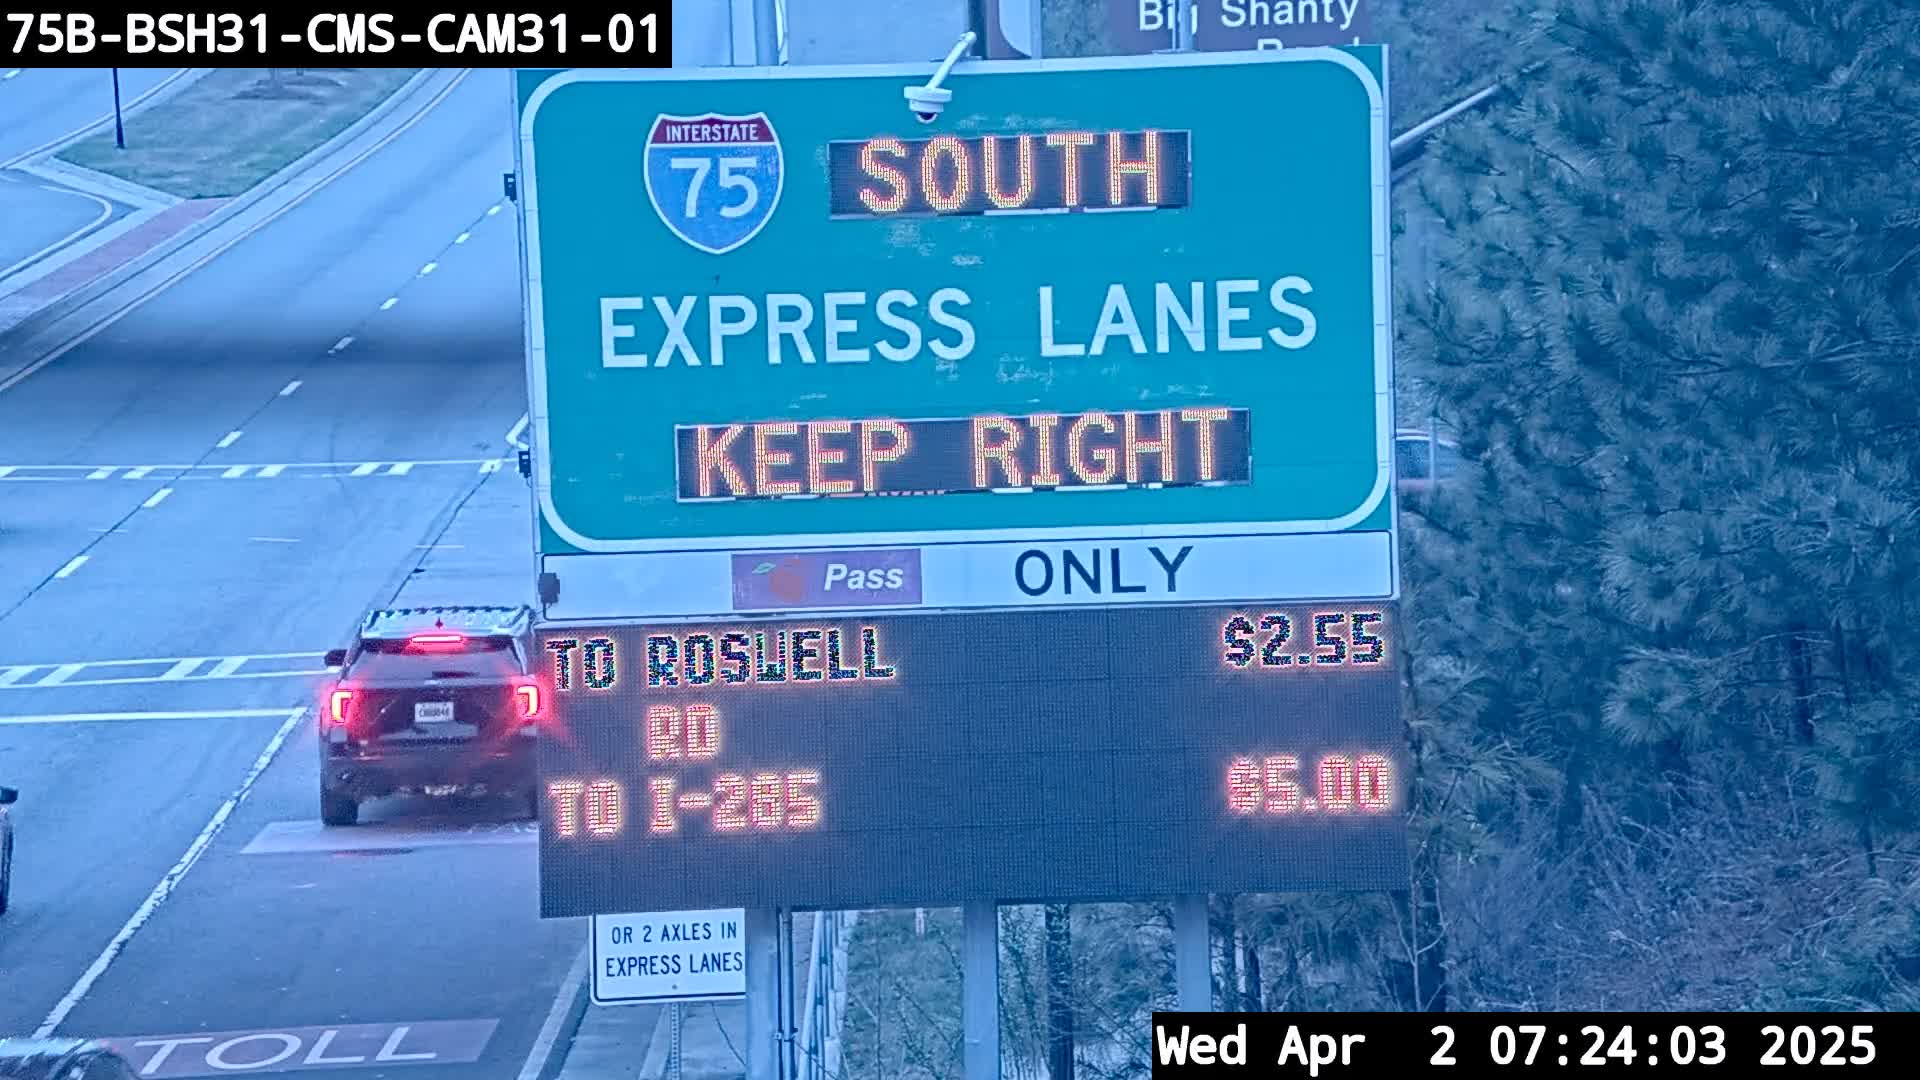 75B-BSH31-CMS-CAM31-01
Big Shanty
INTERSTATE
75
SOUTH
EXPRESS LANES
KEEP RIGHT
Pass
ONLY
TO ROSWELL $2.55
RD
TO I-285 $5.00
OR 2 AXLES IN
EXPRESS LANES
TOLL
Wed Apr 2 07:24:03 2025